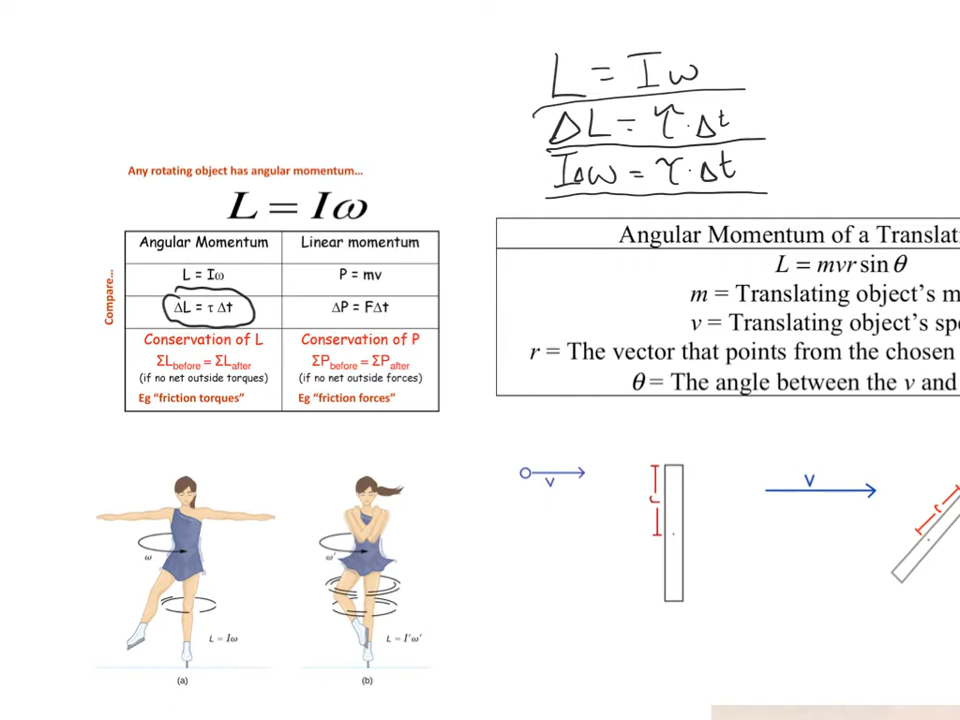 L = Iω
ΔL = τ·Δt
IΔω = τ·Δt
Any rotating object has angular momentum...
L = Iω
Compare...
Angular Momentum Linear momentum
L = Iω P = mv
ΔL = τ Δt ΔP = FΔt
Conservation of L Conservation of P
ΣLbefore = ΣLafter ΣPbefore = ΣPafter
(if no net outside torques) (if no net outside forces)
Eg “friction torques” Eg “friction forces”
Angular Momentum of a Translati
L = mvr sin θ
m = Translating object’s m
v = Translating object’s spe
r = The vector that points from the chosen
θ = The angle between the v and
v
r
v
r
ω
ω′
L = Iω
L = I′ω′
(a)
(b)